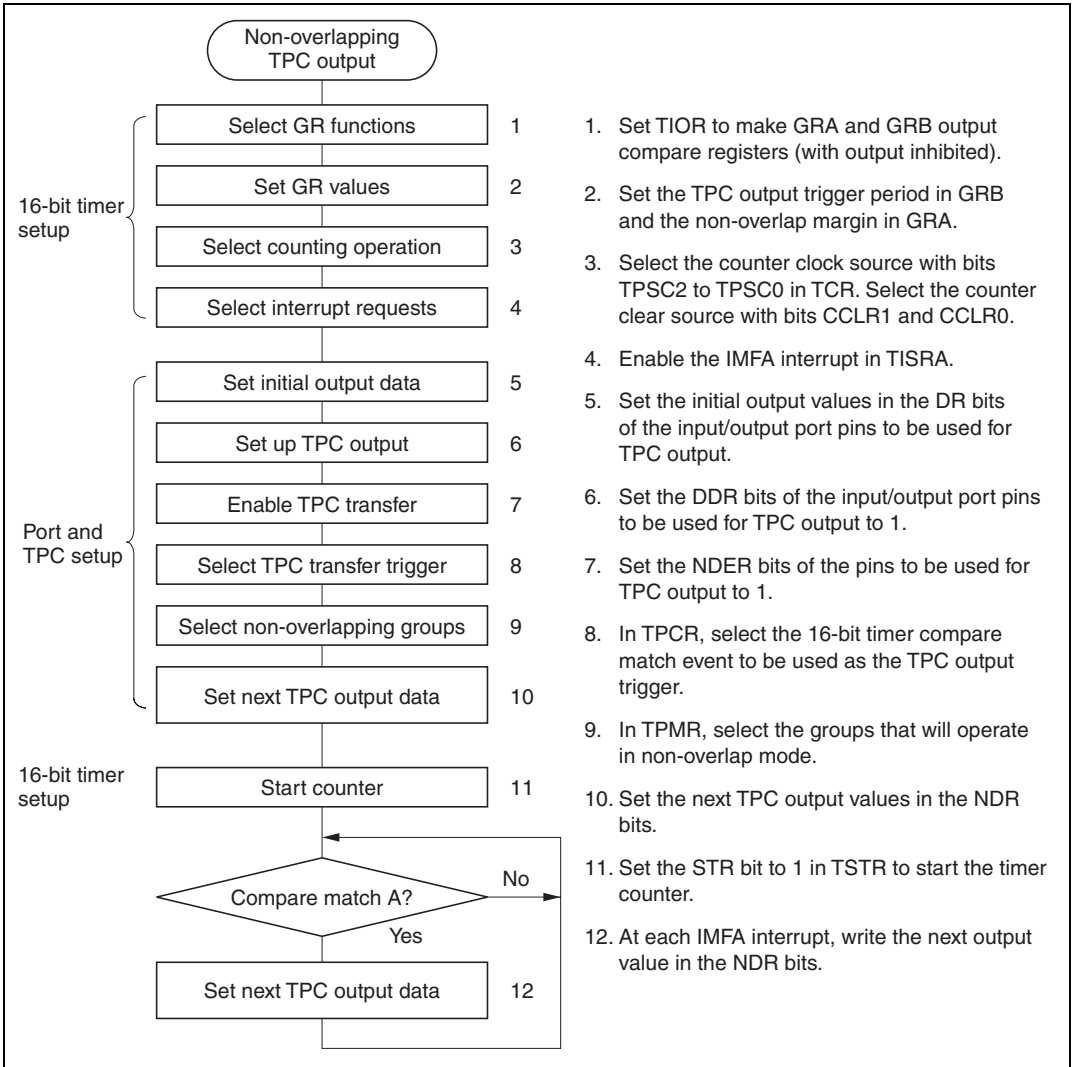 Non-overlapping
TPC output
16-bit timer
setup
Select GR functions 1
Set GR values 2
Select counting operation 3
Select interrupt requests 4
Port and
TPC setup
Set initial output data 5
Set up TPC output 6
Enable TPC transfer 7
Select TPC transfer trigger 8
Select non-overlapping groups 9
Set next TPC output data 10
16-bit timer
setup
Start counter 11
Compare match A?
No
Yes
Set next TPC output data 12
1. Set TIOR to make GRA and GRB output
compare registers (with output inhibited).
2. Set the TPC output trigger period in GRB
and the non-overlap margin in GRA.
3. Select the counter clock source with bits
TPSC2 to TPSC0 in TCR. Select the counter
clear source with bits CCLR1 and CCLR0.
4. Enable the IMFA interrupt in TISRA.
5. Set the initial output values in the DR bits
of the input/output port pins to be used for
TPC output.
6. Set the DDR bits of the input/output port pins
to be used for TPC output to 1.
7. Set the NDER bits of the pins to be used for
TPC output to 1.
8. In TPCR, select the 16-bit timer compare
match event to be used as the TPC output
trigger.
9. In TPMR, select the groups that will operate
in non-overlap mode.
10. Set the next TPC output values in the NDR
bits.
11. Set the STR bit to 1 in TSTR to start the timer
counter.
12. At each IMFA interrupt, write the next output
value in the NDR bits.